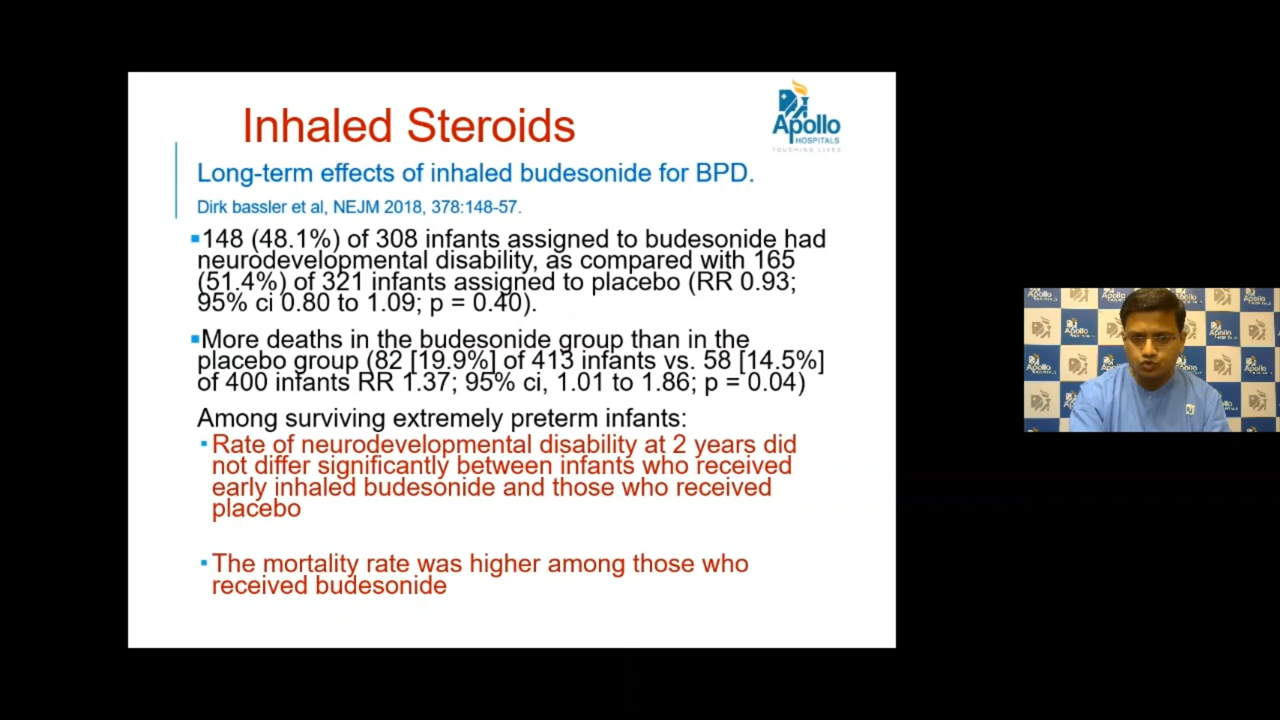 Inhaled Steroids
Apollo
HOSPITALS
TOUCHING LIVES
Long-term effects of inhaled budesonide for BPD.
Dirk bassler et al, NEJM 2018, 378:148-57.
▪148 (48.1%) of 308 infants assigned to budesonide had
neurodevelopmental disability, as compared with 165
(51.4%) of 321 infants assigned to placebo (RR 0.93;
95% ci 0.80 to 1.09; p = 0.40).
▪More deaths in the budesonide group than in the
placebo group (82 [19.9%] of 413 infants vs. 58 [14.5%]
of 400 infants RR 1.37; 95% ci, 1.01 to 1.86; p = 0.04)
Among surviving extremely preterm infants:
▪Rate of neurodevelopmental disability at 2 years did
not differ significantly between infants who received
early inhaled budesonide and those who received
placebo
▪The mortality rate was higher among those who
received budesonide